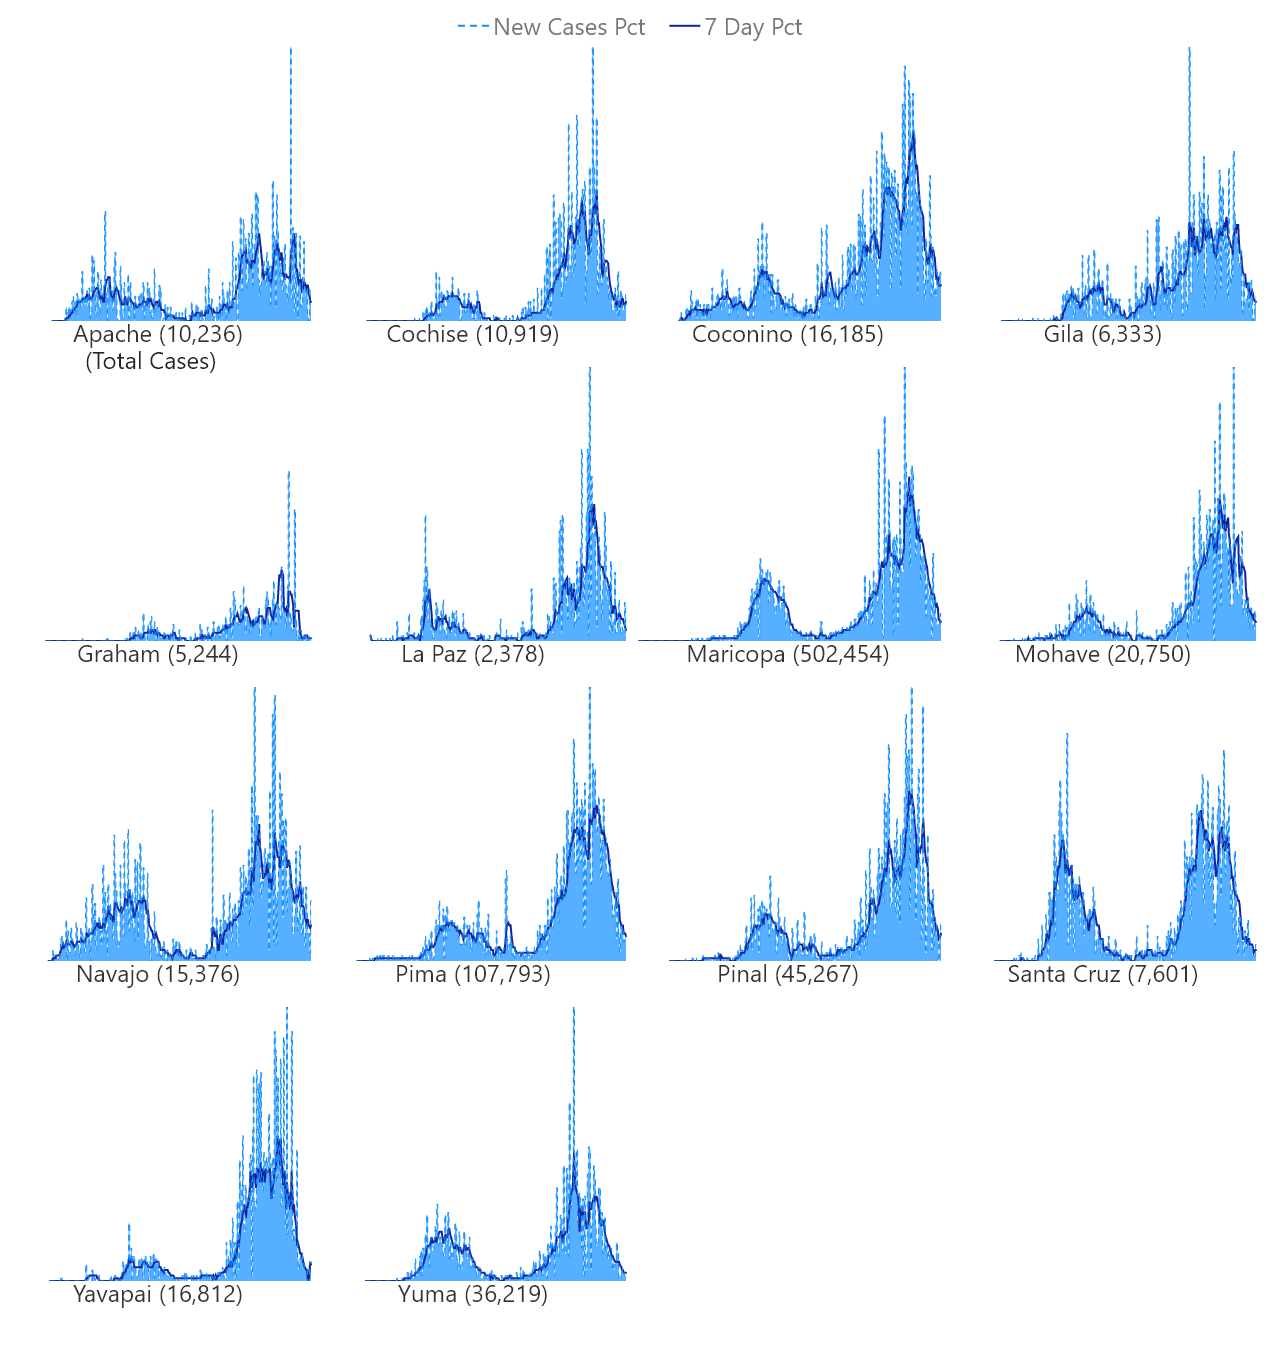 New Cases Pct 7 Day Pct
Apache (10,236) Cochise (10,919) Coconino (16,185) Gila (6,333)
(Total Cases)
Graham (5,244) La Paz (2,378) Maricopa (502,454) Mohave (20,750)
Navajo (15,376) Pima (107,793) Pinal (45,267) Santa Cruz (7,601)
Yavapai (16,812) Yuma (36,219)